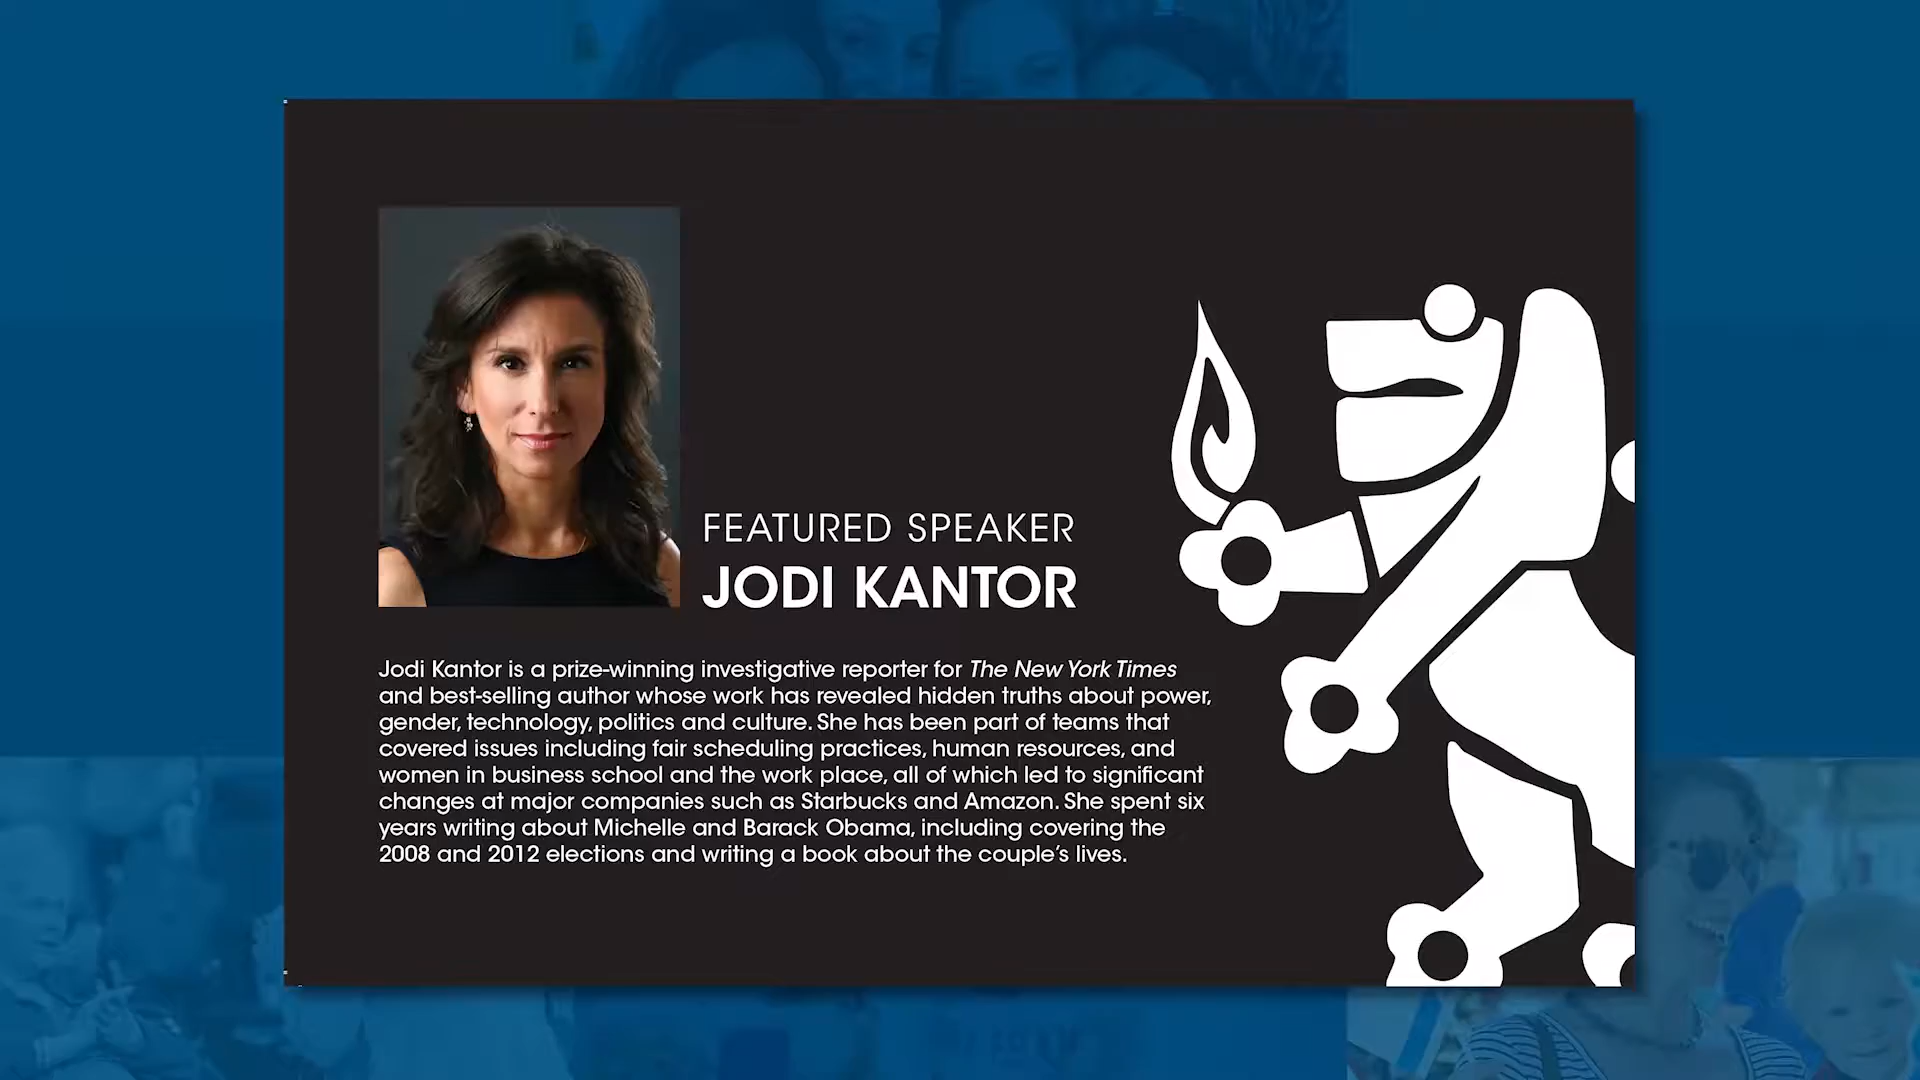 FEATURED SPEAKER
JODI KANTOR
Jodi Kantor is a prize-winning investigative reporter for The New York Times
and best-selling author whose work has revealed hidden truths about power,
gender, technology, politics and culture. She has been part of teams that
covered issues including fair scheduling practices, human resources, and
women in business school and the work place, all of which led to significant
changes at major companies such as Starbucks and Amazon. She spent six
years writing about Michelle and Barack Obama, including covering the
2008 and 2012 elections and writing a book about the couple's lives.